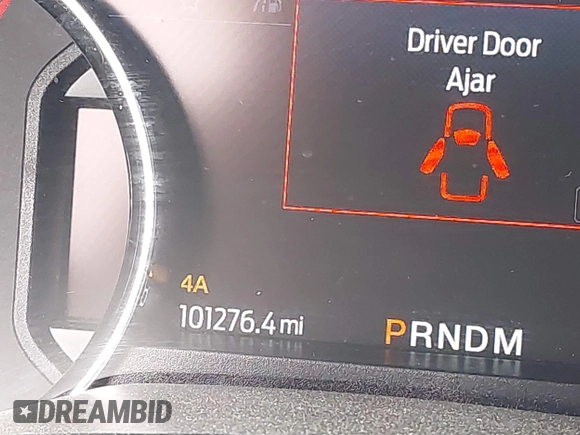 Driver Door
Ajar
4A
101276.4 mi
PRNDM
DREAMBID